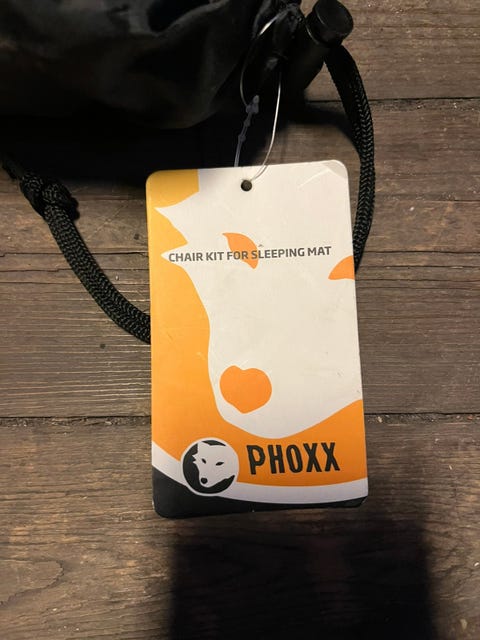 CHAIR KIT FOR SLEEPING MAT
PHOXX